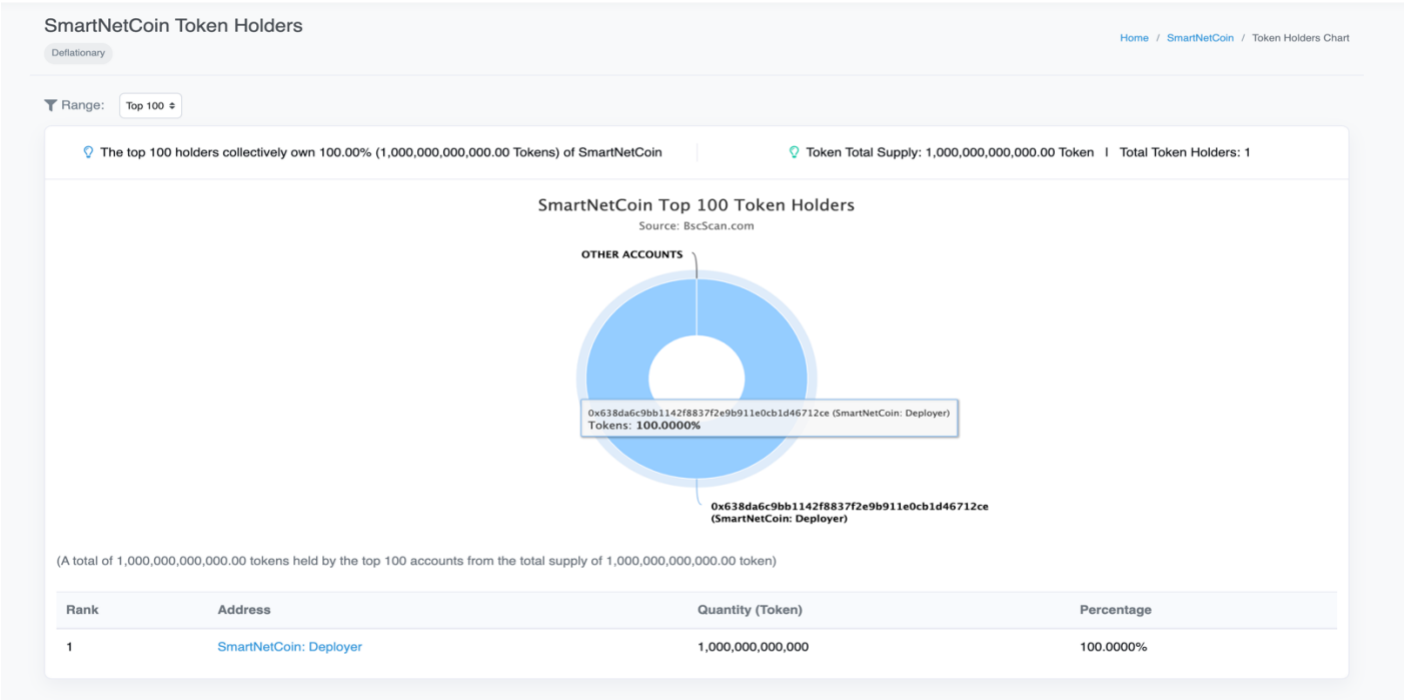 SmartNetCoin Token Holders
Deflationary
Home / SmartNetCoin / Token Holders Chart
Range: Top 100
The top 100 holders collectively own 100.00% (1,000,000,000,000.00 Tokens) of SmartNetCoin
Token Total Supply: 1,000,000,000,000.00 Token | Total Token Holders: 1
SmartNetCoin Top 100 Token Holders
Source: BscScan.com
OTHER ACCOUNTS
0x638da6c9bb1142f8837f2e9b911e0cb1d46712ce (SmartNetCoin: Deployer)
Tokens: 100.0000%
0x638da6c9bb1142f8837f2e9b911e0cb1d46712ce
(SmartNetCoin: Deployer)
(A total of 1,000,000,000,000.00 tokens held by the top 100 accounts from the total supply of 1,000,000,000,000.00 token)
Rank Address Quantity (Token) Percentage
1 SmartNetCoin: Deployer 1,000,000,000,000 100.0000%